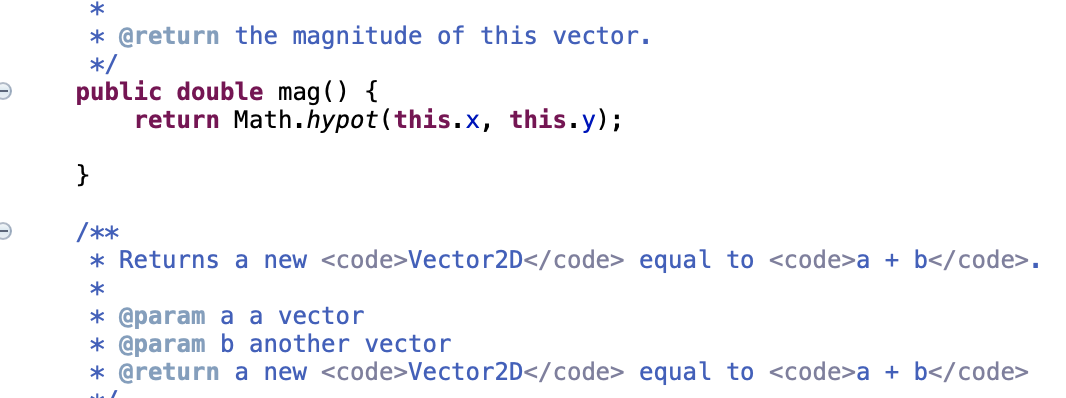 *
* @return the magnitude of this vector.
*/
public double mag() {
return Math.hypot(this.x, this.y);
}
/**
* Returns a new <code>Vector2D</code> equal to <code>a + b</code>.
*
* @param a a vector
* @param b another vector
* @return a new <code>Vector2D</code> equal to <code>a + b</code>
*/